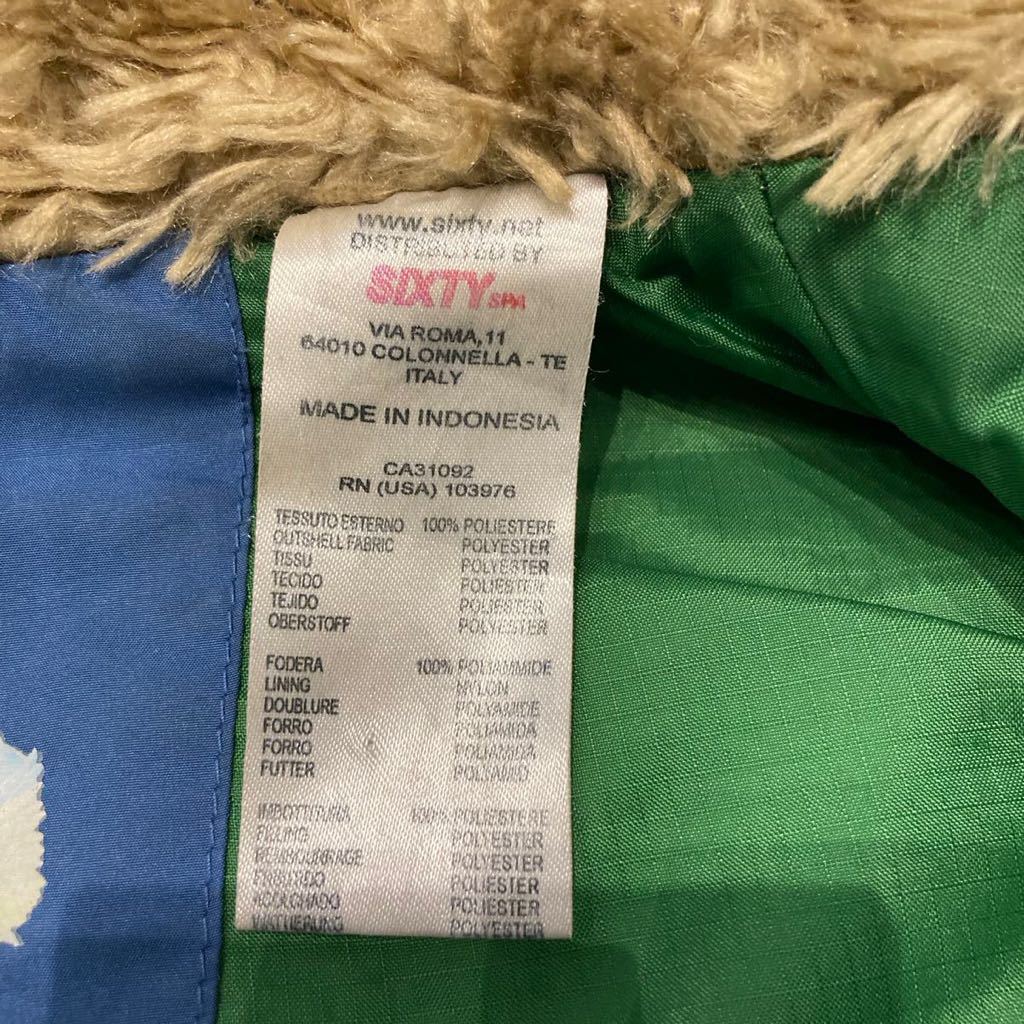 www.sixty.net
DISTRIBUTED BY
SIXTY SPA
VIA ROMA,11
64010 COLONNELLA - TE
ITALY
MADE IN INDONESIA
CA31092
RN (USA) 103976
TESSUTO ESTERNO 100% POLIESTERE
OUTSHELL FABRIC POLYESTER
TISSU POLYESTER
TECIDO POLIESTER
TEJIDO POLIESTER
OBERSTOFF POLYESTER
FODERA 100% POLIAMMIDE
LINING NYLON
DOUBLURE POLYAMIDE
FORRO POLIAMIDA
FORRO POLIAMIDA
FUTTER POLYAMID
IMBOTTITURA 100% POLIESTERE
FILLING POLYESTER
REMBOURRAGE POLYESTER
POLIESTER
ACOLCHADO POLIESTER
WATTIERUNG POLYESTER